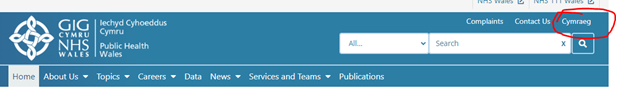 NHS Wales NHS 111 Wales
Complaints Contact Us Cymraeg
GIG
CYMRU
NHS
WALES
Iechyd Cyhoeddus
Cymru
Public Health
Wales
All... Search x
Home About Us Topics Careers Data News Services and Teams Publications